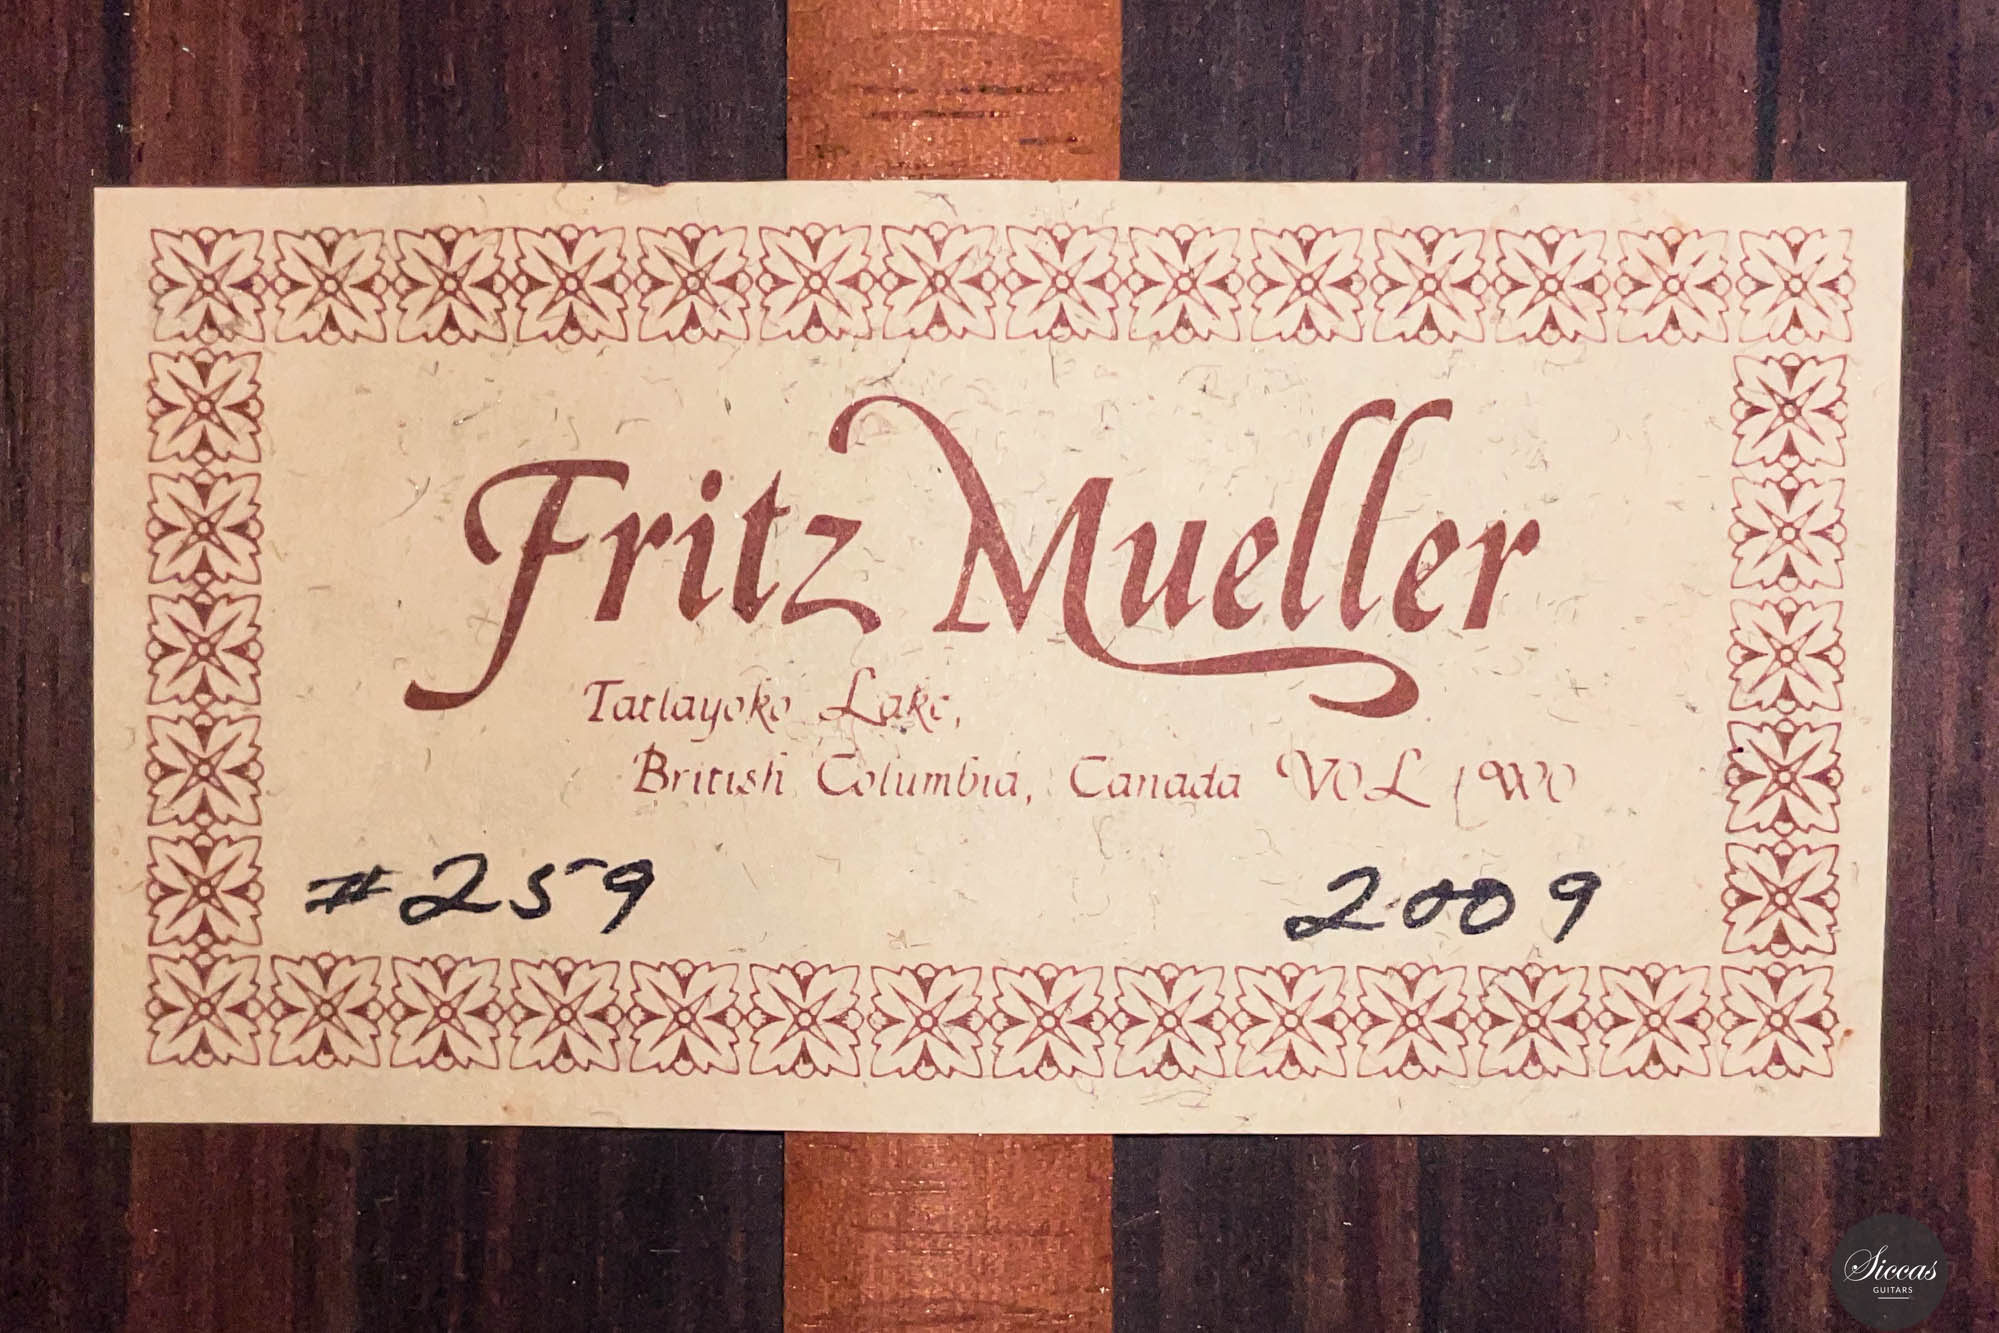 Fritz Mueller
Tatlayoko Lake,
British Columbia, Canada V0L 1W0
#259 2009
Siccas
GUITARS